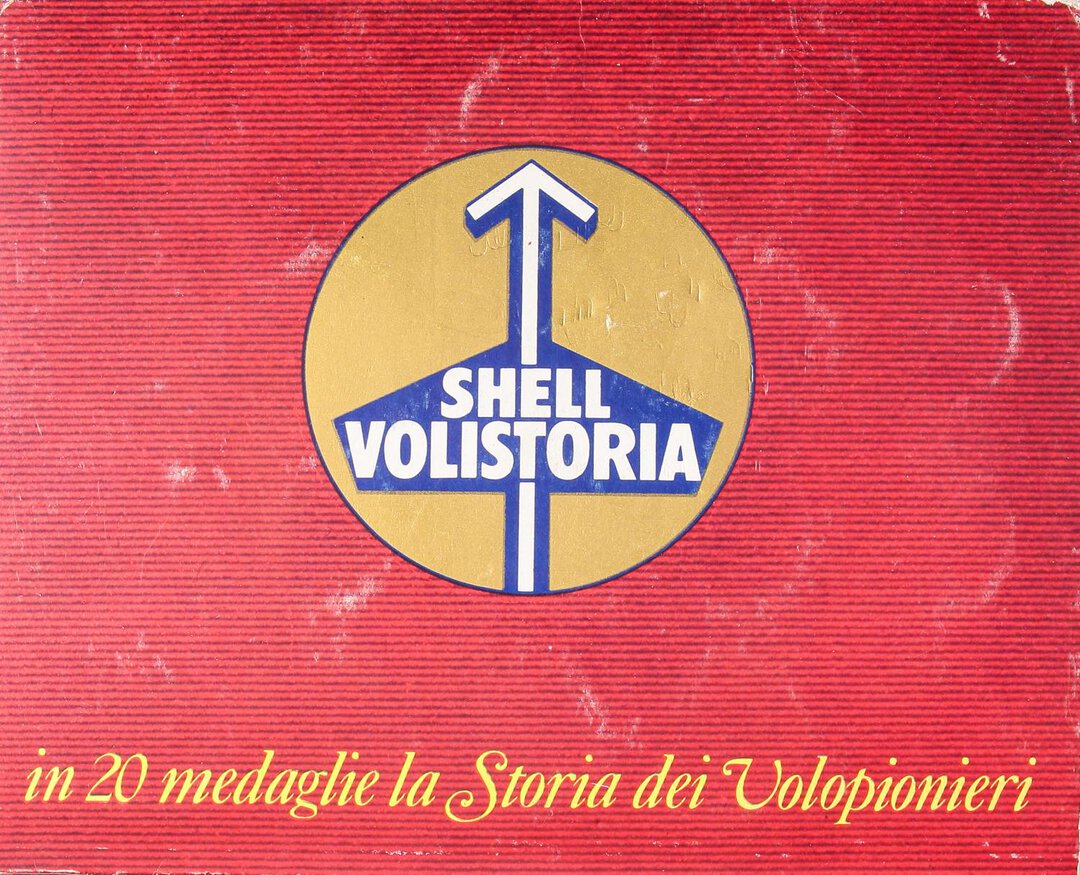 SHELL
VOLISTORIA
in 20 medaglie la Storia dei Volopionieri